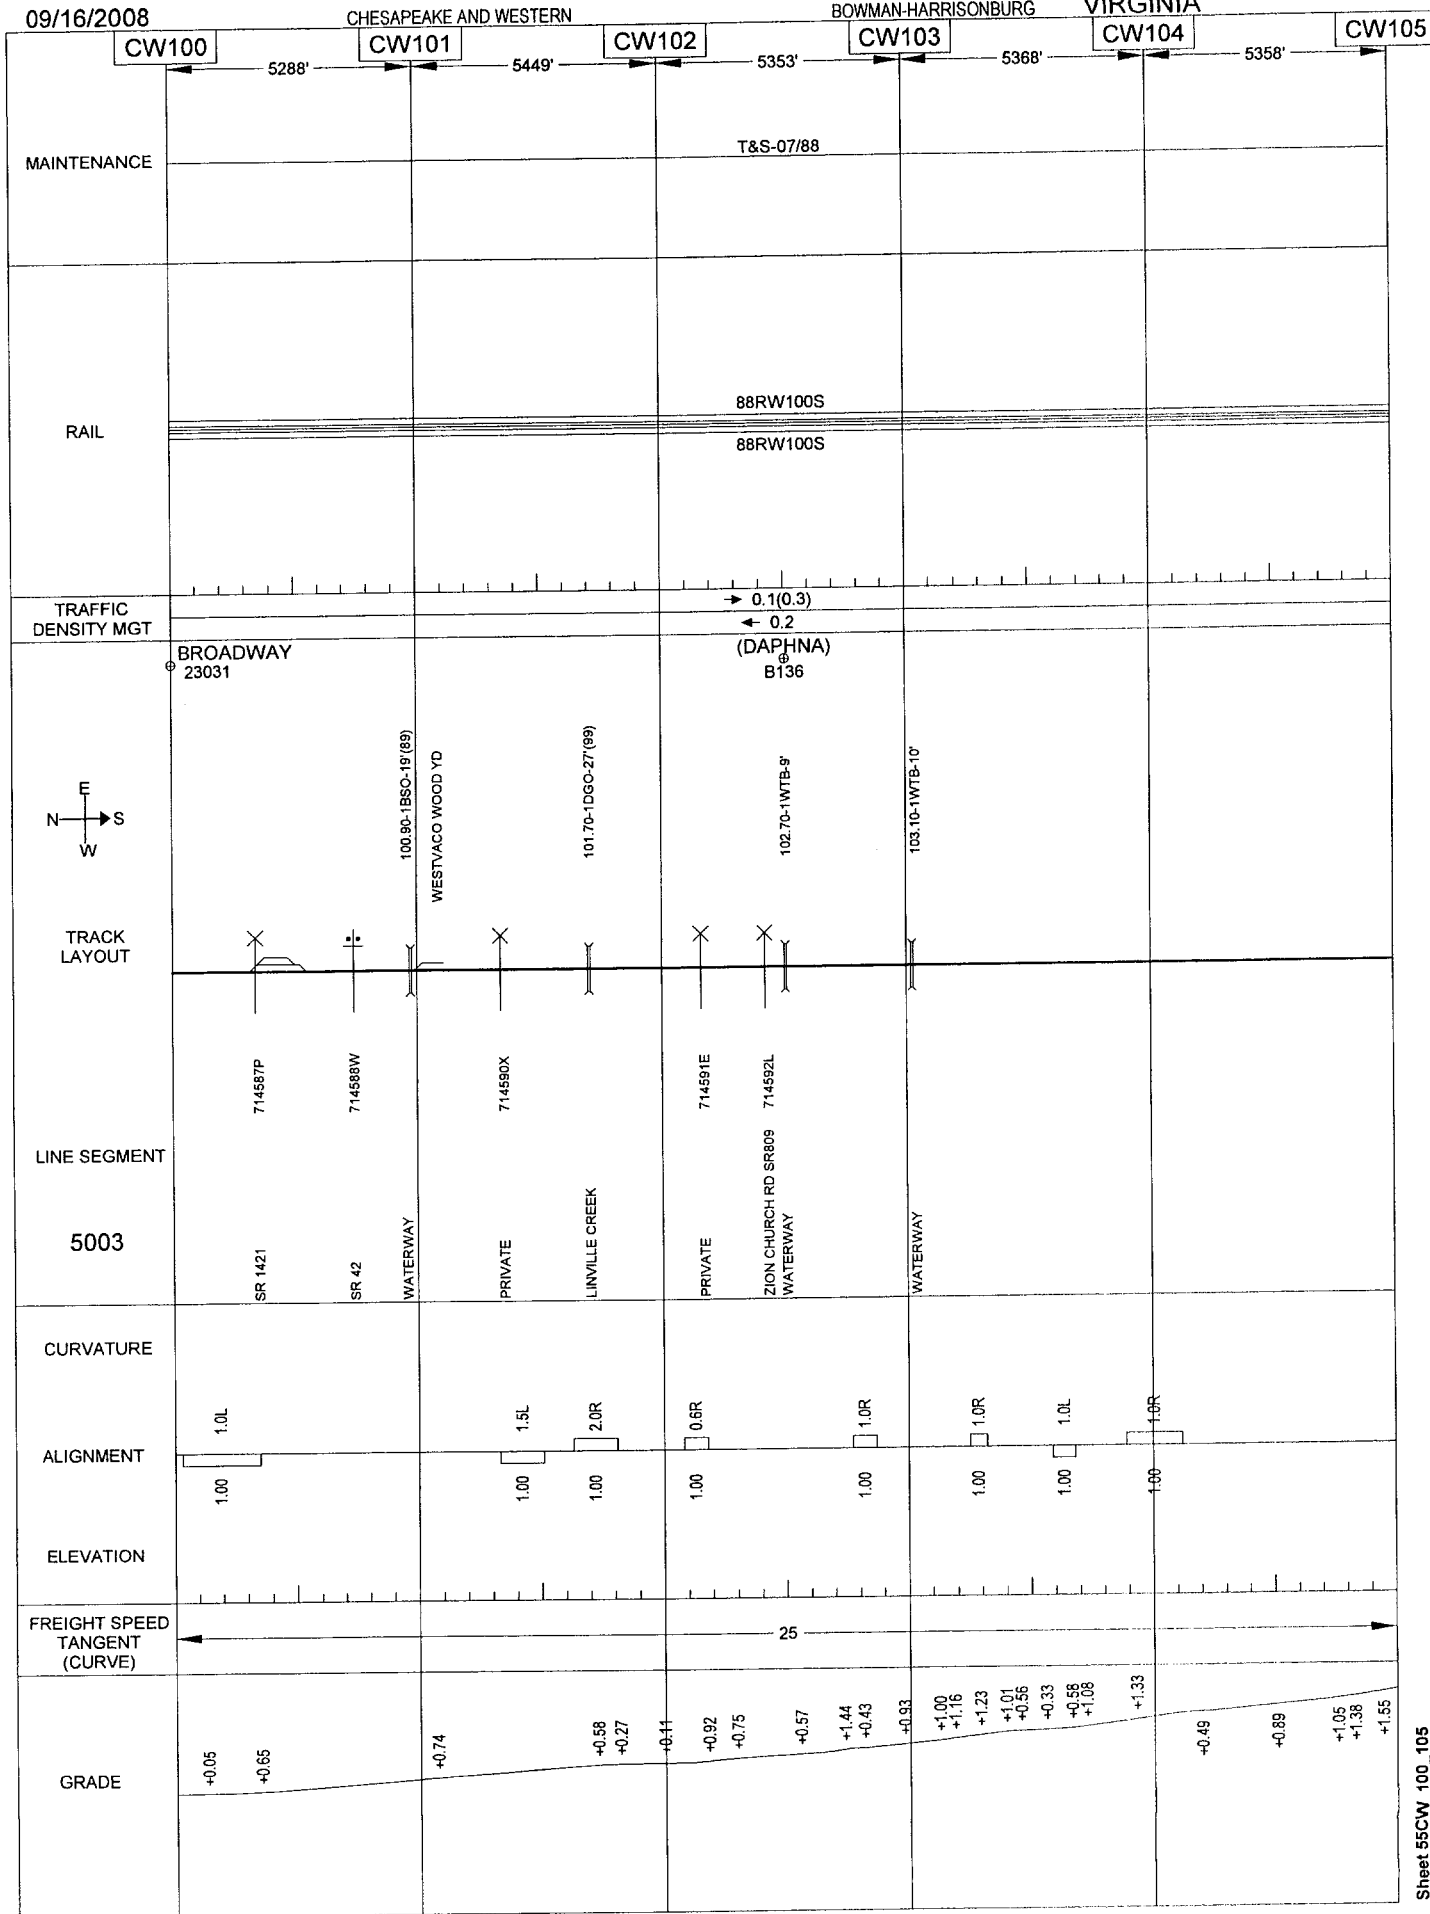 09/16/2008
CHESAPEAKE AND WESTERN
BOWMAN-HARRISONBURG
VIRGINIA
CW100
CW101
CW102
CW103
CW104
CW105
5288'
5449'
5353'
5368'
5358'
MAINTENANCE
T&S-07/88
RAIL
88RW100S
88RW100S
TRAFFIC
DENSITY MGT
0.1(0.3)
0.2
BROADWAY
23031
(DAPHNA)
B136
E
N S
W
100.90-1BSO-19'(89)
WESTVACO WOOD YD
101.70-1DGO-27'(99)
102.70-1WTB-9'
103.10-1WTB-10'
TRACK
LAYOUT
714587P
714588W
714590X
714591E
714592L
LINE SEGMENT
5003
SR 1421
SR 42
WATERWAY
PRIVATE
LINVILLE CREEK
PRIVATE
ZION CHURCH RD SR809
WATERWAY
WATERWAY
CURVATURE
1.0L
1.5L
2.0R
0.6R
1.0R
1.0R
1.0L
1.0R
ALIGNMENT
1.00
1.00
1.00
1.00
1.00
1.00
1.00
1.00
ELEVATION
FREIGHT SPEED
TANGENT
(CURVE)
25
GRADE
+0.05
+0.65
+0.74
+0.58
+0.27
+0.11
+0.92
+0.75
+0.57
+1.44
+0.43
+0.93
+1.00
+1.16
+1.23
+1.01
+0.56
+0.33
+0.58
+1.08
+1.33
+0.49
+0.89
+1.05
+1.38
+1.55
Sheet 55CW 100_105